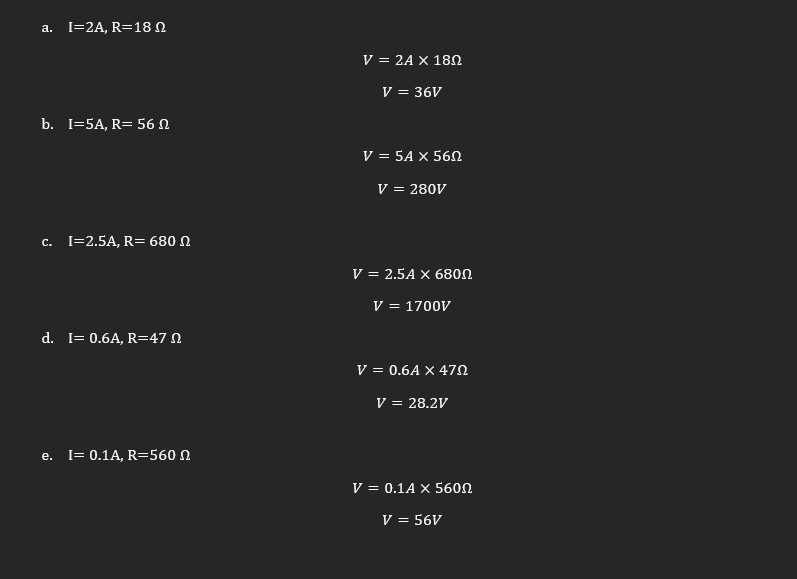 a. I=2A, R=18 Ω
V = 2A × 18Ω
V = 36V
b. I=5A, R= 56 Ω
V = 5A × 56Ω
V = 280V
c. I=2.5A, R= 680 Ω
V = 2.5A × 680Ω
V = 1700V
d. I= 0.6A, R=47 Ω
V = 0.6A × 47Ω
V = 28.2V
e. I= 0.1A, R=560 Ω
V = 0.1A × 560Ω
V = 56V